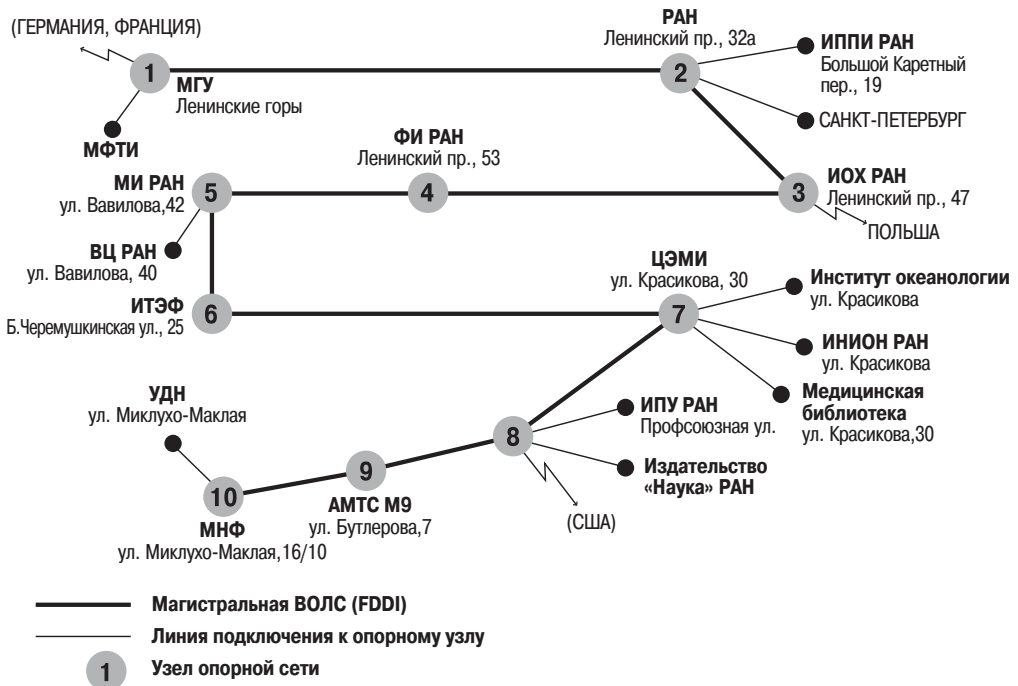 (ГЕРМАНИЯ, ФРАНЦИЯ)
1
МГУ
Ленинские горы
МФТИ
РАН
Ленинский пр., 32а
2
ИППИ РАН
Большой Каретный
пер., 19
САНКТ-ПЕТЕРБУРГ
МИ РАН
ул. Вавилова,42
5
ФИ РАН
Ленинский пр., 53
4
3
ИОХ РАН
Ленинский пр., 47
ПОЛЬША
ВЦ РАН
ул. Вавилова, 40
ИТЭФ
Б.Черемушкинская ул., 25
6
ЦЭМИ
ул. Красикова, 30
7
Институт океанологии
ул. Красикова
ИНИОН РАН
ул. Красикова
Медицинская
библиотека
ул. Красикова,30
УДН
ул. Миклухо-Маклая
8
ИПУ РАН
Профсоюзная ул.
Издательство
«Наука» РАН
(США)
9
АМТС М9
ул. Бутлерова,7
10
МНФ
ул. Миклухо-Маклая,16/10
Магистральная ВОЛС (FDDI)
Линия подключения к опорному узлу
1
Узел опорной сети